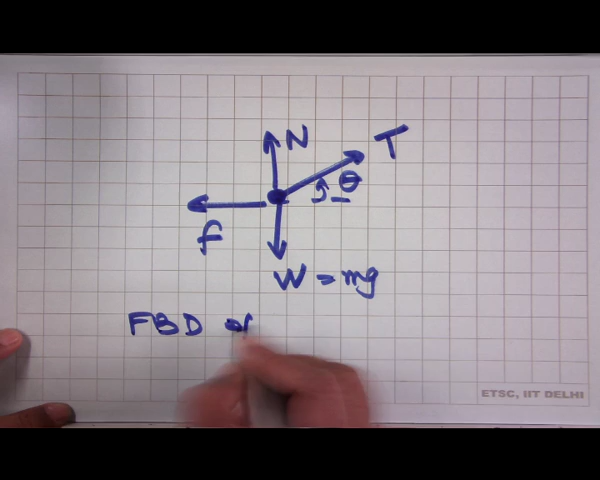 N
T
θ
f
W = mg
FBD of
ETSC, IIT DELHI